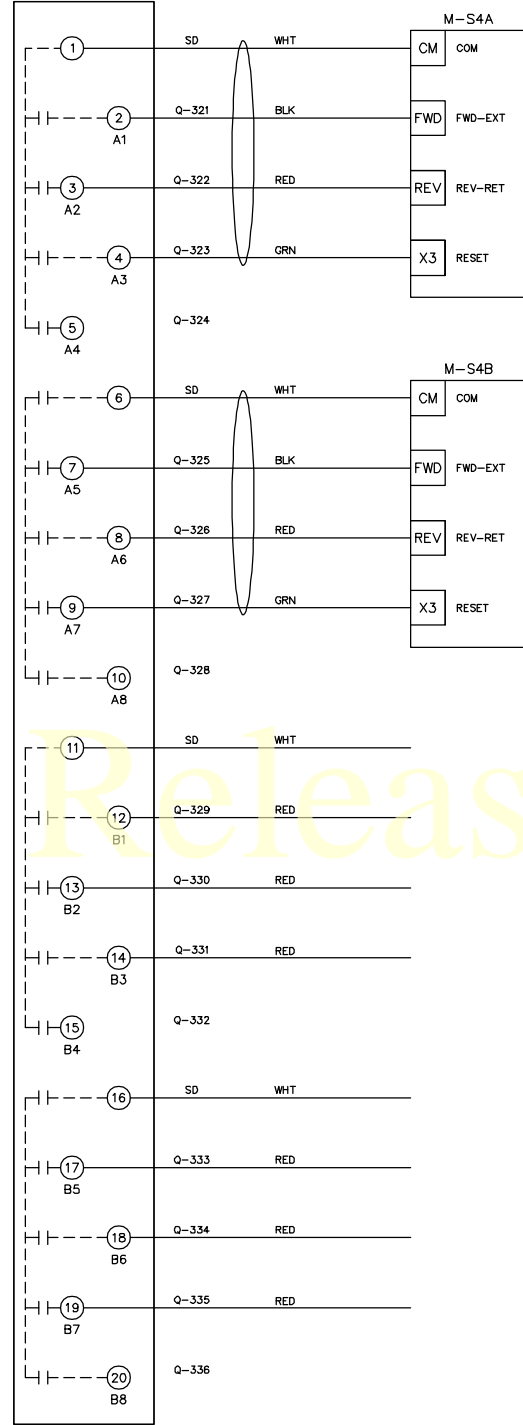 M-S4A
1 SD WHT CM COM
2 Q-321 BLK FWD FWD-EXT
A1
3 Q-322 RED REV REV-RET
A2
4 Q-323 GRN X3 RESET
A3
5 Q-324
A4
M-S4B
6 SD WHT CM COM
7 Q-325 BLK FWD FWD-EXT
A5
8 Q-326 RED REV REV-RET
A6
9 Q-327 GRN X3 RESET
A7
10 Q-328
A8
11 SD WHT
Releas
12 Q-329 RED
B1
13 Q-330 RED
B2
14 Q-331 RED
B3
15 Q-332
B4
16 SD WHT
17 Q-333 RED
B5
18 Q-334 RED
B6
19 Q-335 RED
B7
20 Q-336
B8